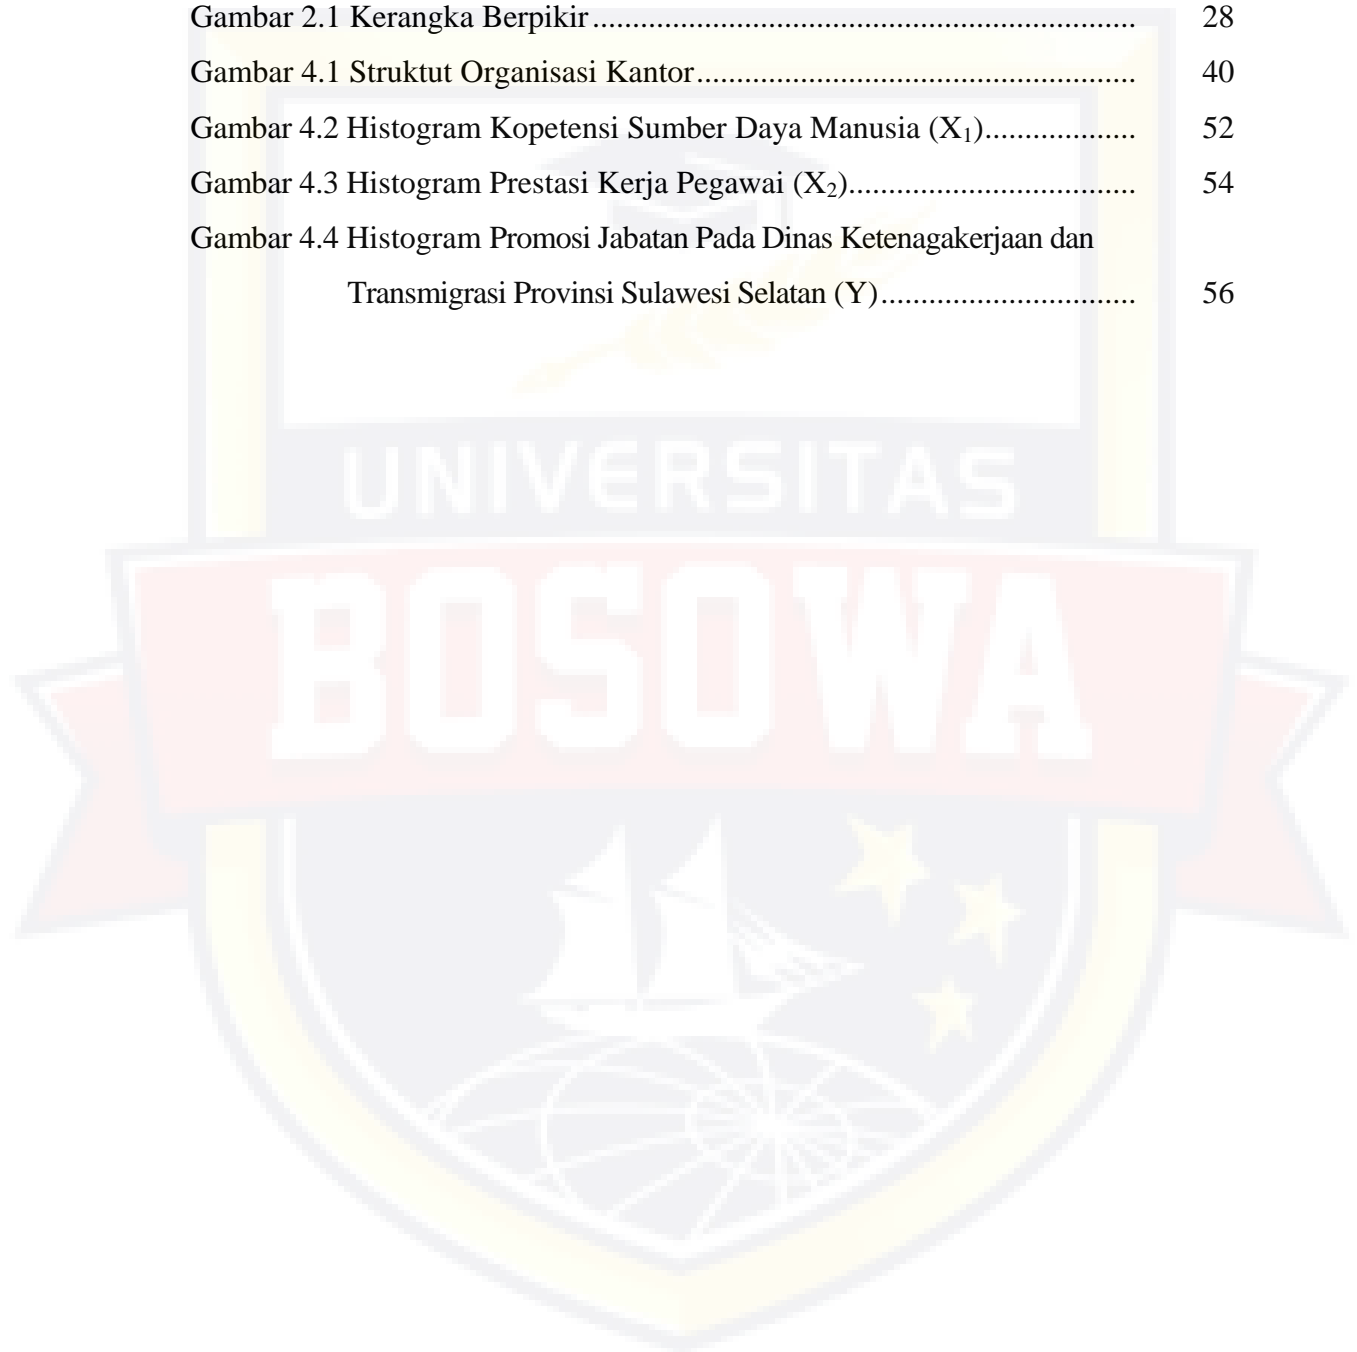 Gambar 2.1 Kerangka Berpikir.................................................................... 28
Gambar 4.1 Struktut Organisasi Kantor....................................................... 40
Gambar 4.2 Histogram Kopetensi Sumber Daya Manusia (X₁)................... 52
Gambar 4.3 Histogram Prestasi Kerja Pegawai (X₂).................................... 54
Gambar 4.4 Histogram Promosi Jabatan Pada Dinas Ketenagakerjaan dan
Transmigrasi Provinsi Sulawesi Selatan (Y)................................ 56
UNIVERSITAS
BOSOWA